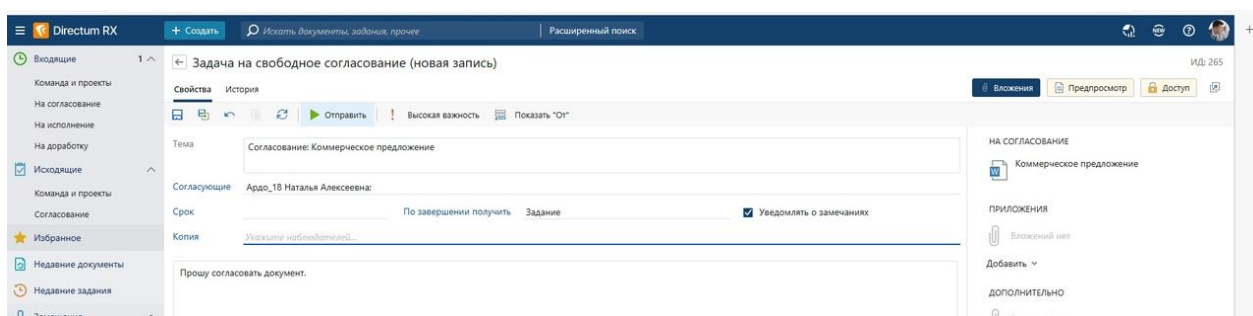 Directum RX
+ Создать
Искать документы, задания, прочее
Расширенный поиск
NEW
Входящие 1
Команда и проекты
На согласование
На исполнение
На доработку
Исходящие
Команда и проекты
Согласование
Избранное
Недавние документы
Недавние задания
Задача на свободное согласование (новая запись)
ИД: 265
Свойства История
Вложения Предпросмотр Доступ
Отправить Высокая важность Показать "От"
Тема Согласование: Коммерческое предложение
Согласующие Ардо_18 Наталья Алексеевна;
Срок По завершении получить Задание Уведомлять о замечаниях
Копия Укажите наблюдателей...
Прошу согласовать документ.
НА СОГЛАСОВАНИЕ
Коммерческое предложение
ПРИЛОЖЕНИЯ
Вложений нет
Добавить
ДОПОЛНИТЕЛЬНО